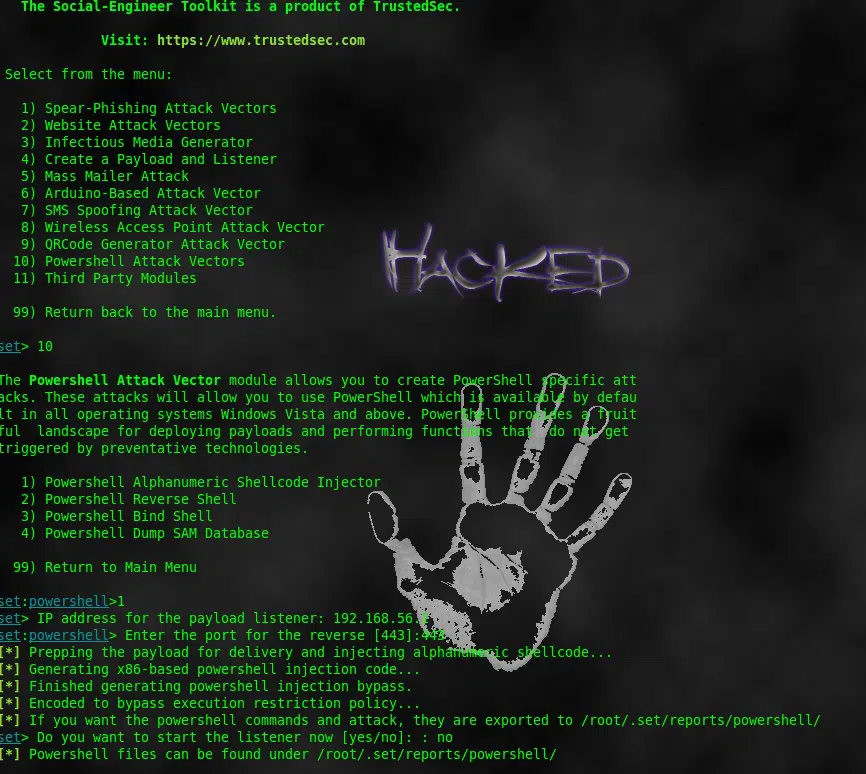 The Social-Engineer Toolkit is a product of TrustedSec.
Visit: https://www.trustedsec.com
Select from the menu:
1) Spear-Phishing Attack Vectors
2) Website Attack Vectors
3) Infectious Media Generator
4) Create a Payload and Listener
5) Mass Mailer Attack
6) Arduino-Based Attack Vector
7) SMS Spoofing Attack Vector
8) Wireless Access Point Attack Vector
9) QRCode Generator Attack Vector
10) Powershell Attack Vectors
11) Third Party Modules
99) Return back to the main menu.
HACKED
set> 10
The Powershell Attack Vector module allows you to create PowerShell specific att
acks. These attacks will allow you to use PowerShell which is available by defau
lt in all operating systems Windows Vista and above. Powershell provides a fruit
ful  landscape for deploying payloads and performing functions that do not get
triggered by preventative technologies.
1) Powershell Alphanumeric Shellcode Injector
2) Powershell Reverse Shell
3) Powershell Bind Shell
4) Powershell Dump SAM Database
99) Return to Main Menu
set:powershell>1
set> IP address for the payload listener:
set:powershell> Enter the port for the reverse [443]:443
[*] Prepping the payload for delivery and injecting alphanumeric shellcode...
[*] Generating x86-based powershell injection code...
[*] Finished generating powershell injection bypass.
[*] Encoded to bypass execution restriction policy...
[*] If you want the powershell commands and attack, they are exported to /root/.set/reports/powershell/
set> Do you want to start the listener now [yes/no]: : no
[*] Powershell files can be found under /root/.set/reports/powershell/